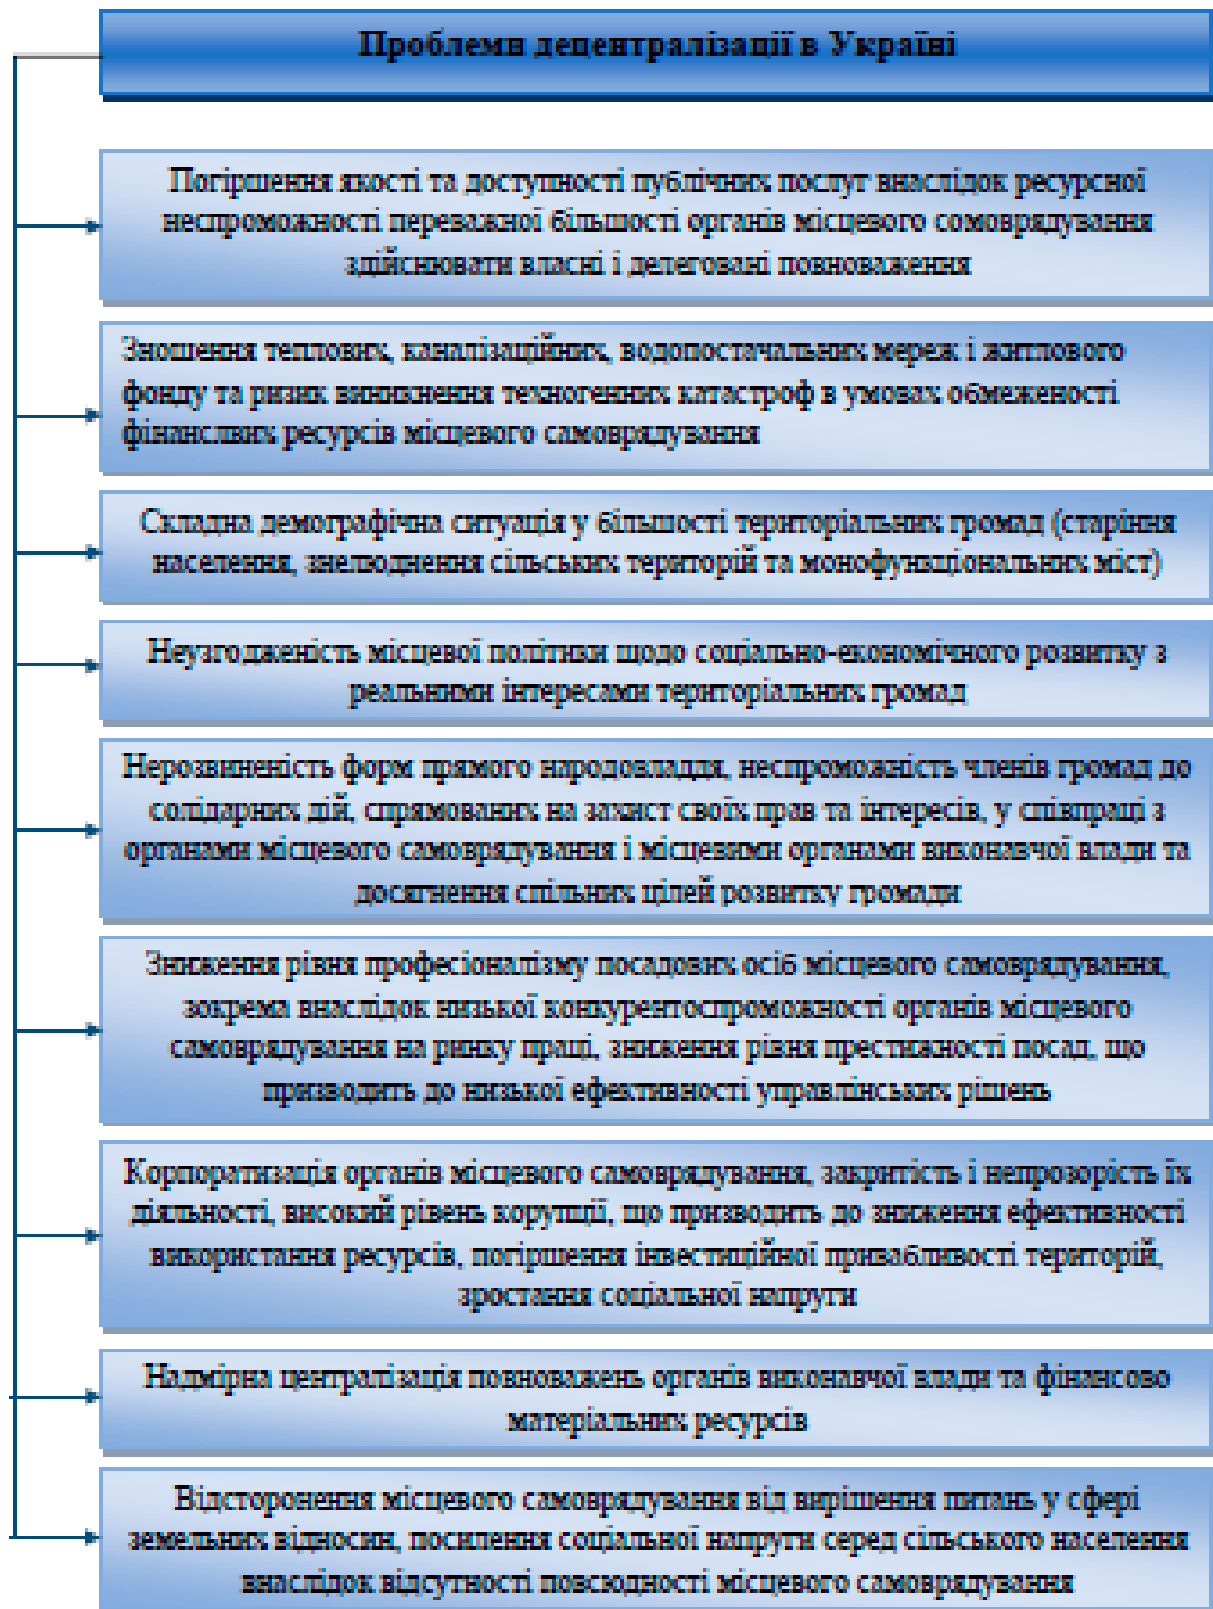 Проблеми децентралізації в Україні
Погіршення якості та доступності публічних послуг внаслідок ресурсної
неспроможності переважної більшості органів місцевого сомоврядування
здійснювати власні і делеговані повноваження
Зношення теплових, каналізаційних, водопостачальних мереж і житлового
фонду та ризик виникнення техногенних катастроф в умовах обмеженості
фінанслвих ресурсів місцевого самоврядування
Складна демографічна ситуація у більшості територіальних громад (старіння
населення, знелюднення сільських територій та монофункціональних міст)
Неузгодженість місцевої політики щодо соціально-економічного розвитку з
реальними інтересами територіальних громад
Нерозвиненість форм прямого народовладдя, неспроможність членів громад до
солідарних дій, спрямованих на захист своїх прав та інтересів, у співпраці з
органами місцевого самоврядування і місцевими органами виконавчої влади та
досягнення спільних цілей розвитку громади
Зниження рівня професіоналізму посадових осіб місцевого самоврядування,
зокрема внаслідок низької конкурентоспроможності органів місцевого
самоврядування на ринку праці, зниження рівня престижності посад, що
призводить до низької ефективності управлінських рішень
Корпоратизація органів місцевого самоврядування, закритість і непрозорість їх
діяльності, високий рівень корупції, що призводить до зниження ефективності
використання ресурсів, погіршення інвестиційної привабливості територій,
зростання соціальної напруги
Надмірна централізація повноважень органів виконавчої влади та фінансово
матеріальних ресурсів
Відсторонення місцевого самоврядування від вирішення питань у сфері
земельних відносин, посилення соціальної напруги серед сільського населення
внаслідок відсутності повсюдності місцевого самоврядування